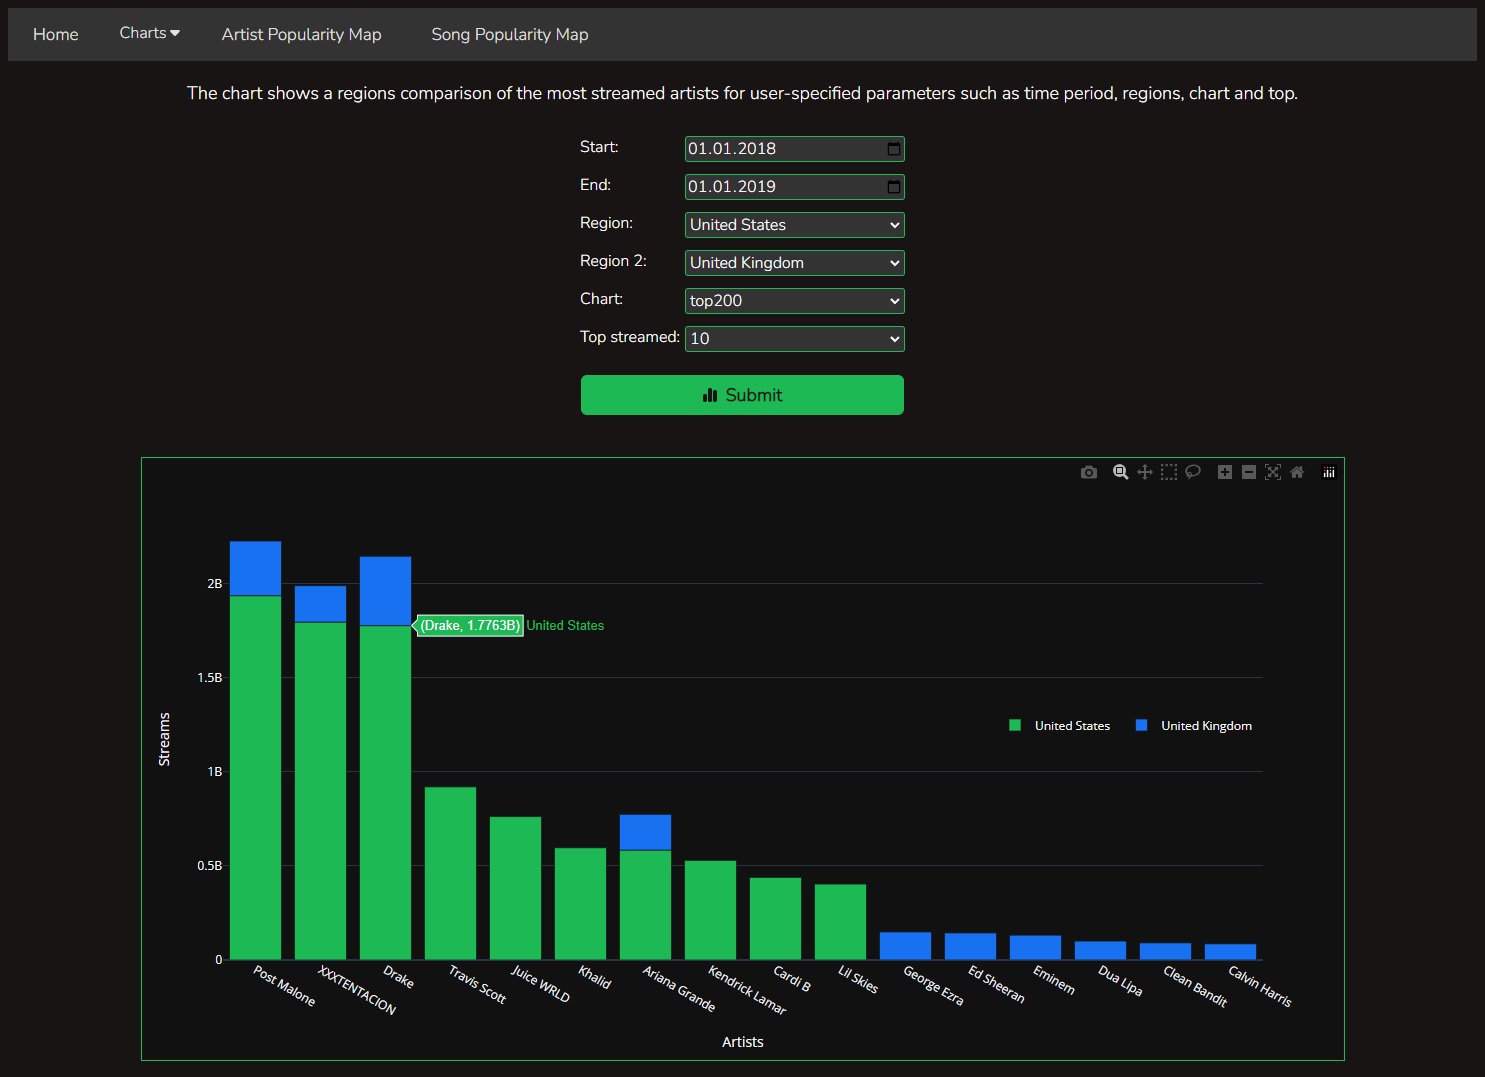 Home Charts Artist Popularity Map Song Popularity Map
The chart shows a regions comparison of the most streamed artists for user-specified parameters such as time period, regions, chart and top.
Start: 01.01.2018
End: 01.01.2019
Region: United States
Region 2: United Kingdom
Chart: top200
Top streamed: 10
Submit
2B
(Drake, 1.7763B) United States
1.5B
United States United Kingdom
Streams
1B
0.5B
0
Post Malone
XXXTENTACION
Drake
Travis Scott
Juice WRLD
Khalid
Ariana Grande
Kendrick Lamar
Cardi B
Lil Skies
George Ezra
Ed Sheeran
Eminem
Dua Lipa
Clean Bandit
Calvin Harris
Artists